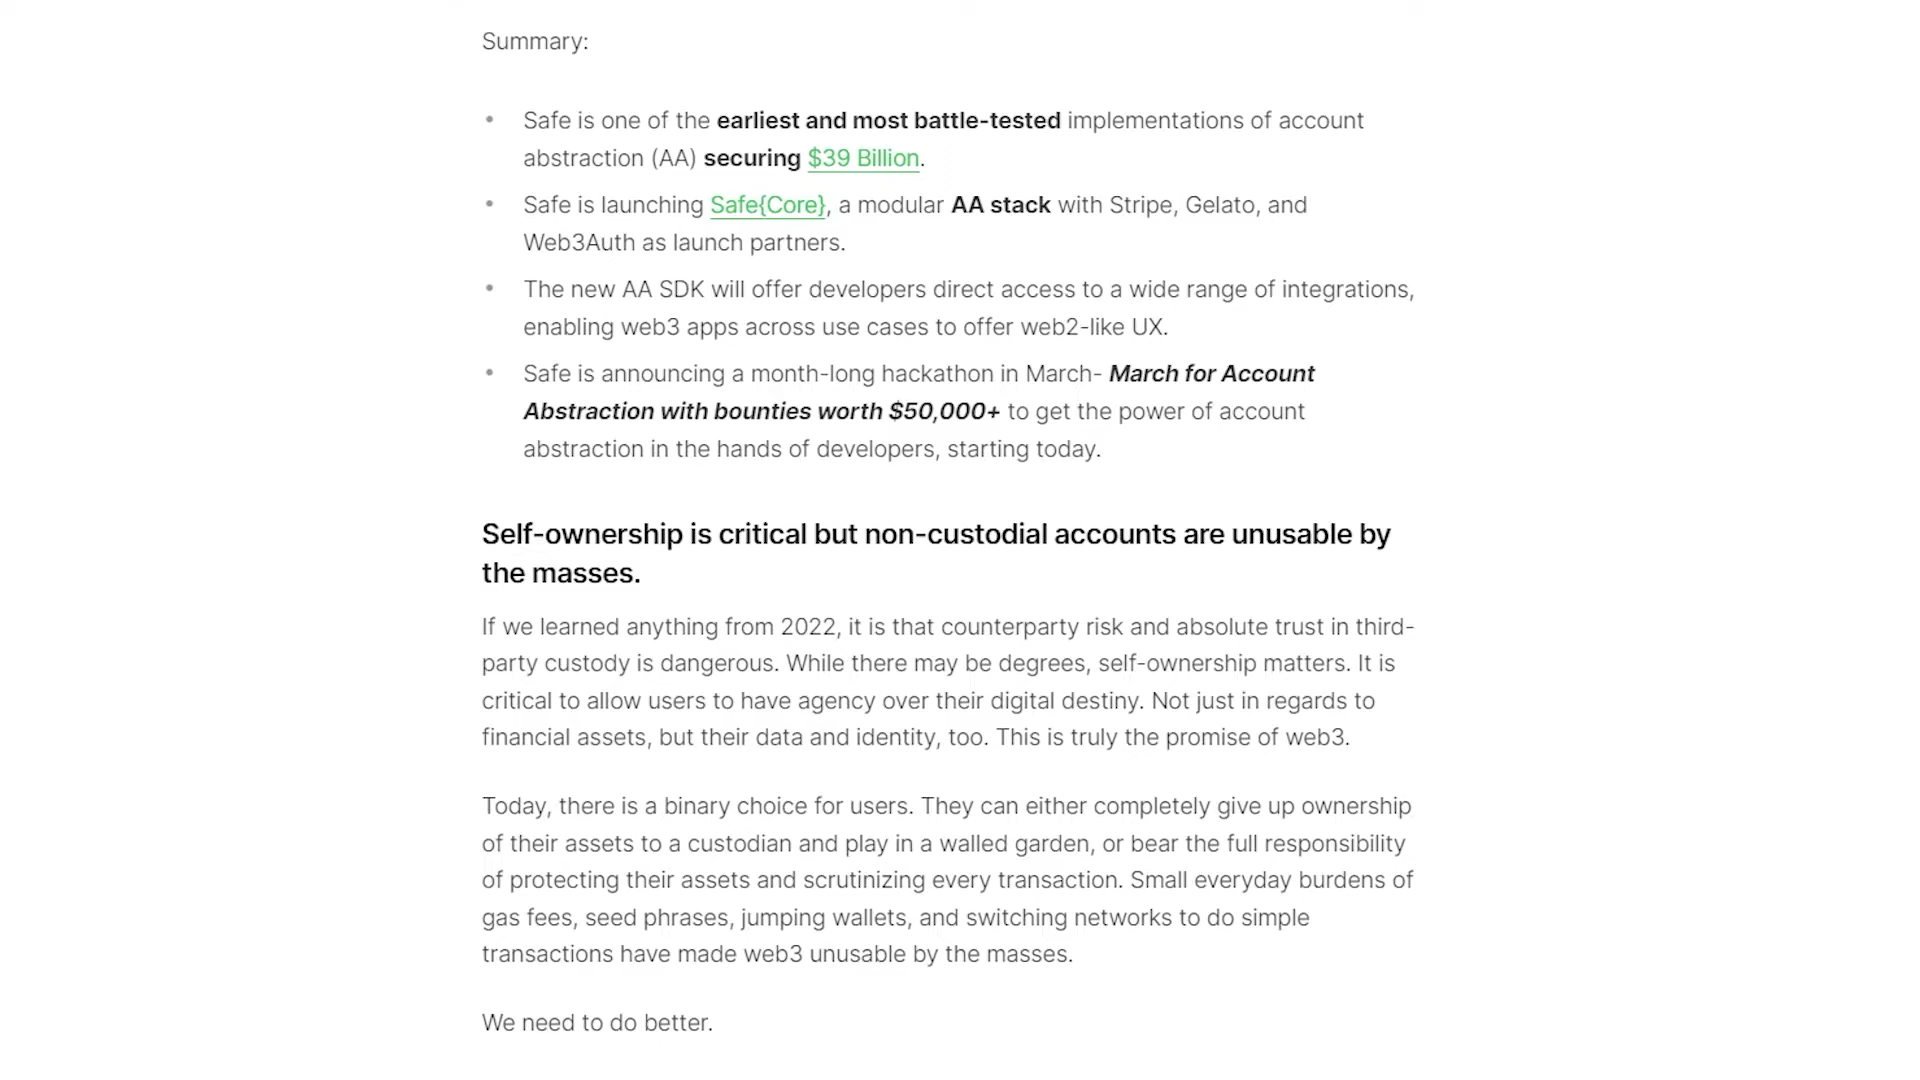 Summary:
• Safe is one of the earliest and most battle-tested implementations of account
abstraction (AA) securing $39 Billion.
• Safe is launching Safe{Core}, a modular AA stack with Stripe, Gelato, and
Web3Auth as launch partners.
• The new AA SDK will offer developers direct access to a wide range of integrations,
enabling web3 apps across use cases to offer web2-like UX.
• Safe is announcing a month-long hackathon in March- March for Account
Abstraction with bounties worth $50,000+ to get the power of account
abstraction in the hands of developers, starting today.
Self-ownership is critical but non-custodial accounts are unusable by
the masses.
If we learned anything from 2022, it is that counterparty risk and absolute trust in third-
party custody is dangerous. While there may be degrees, self-ownership matters. It is
critical to allow users to have agency over their digital destiny. Not just in regards to
financial assets, but their data and identity, too. This is truly the promise of web3.
Today, there is a binary choice for users. They can either completely give up ownership
of their assets to a custodian and play in a walled garden, or bear the full responsibility
of protecting their assets and scrutinizing every transaction. Small everyday burdens of
gas fees, seed phrases, jumping wallets, and switching networks to do simple
transactions have made web3 unusable by the masses.
We need to do better.